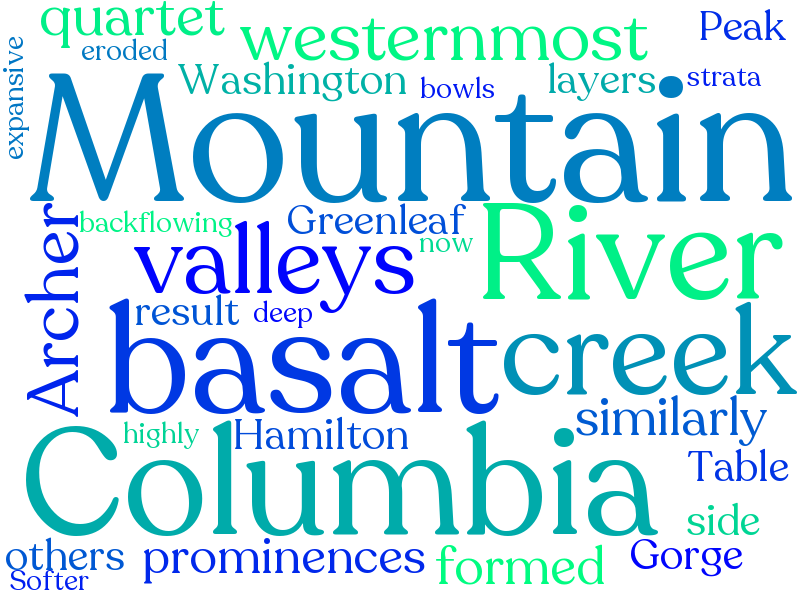 quartet
westernmost
Peak
eroded
expansive
Washington
bowls
layers
strata
Mountain
Archer
backflowing
Greenleaf
now
River
valleys
result
deep
basalt
creek
highly
Hamilton
similarly
Columbia
Table
side
others
prominences
formed
Gorge
Softer